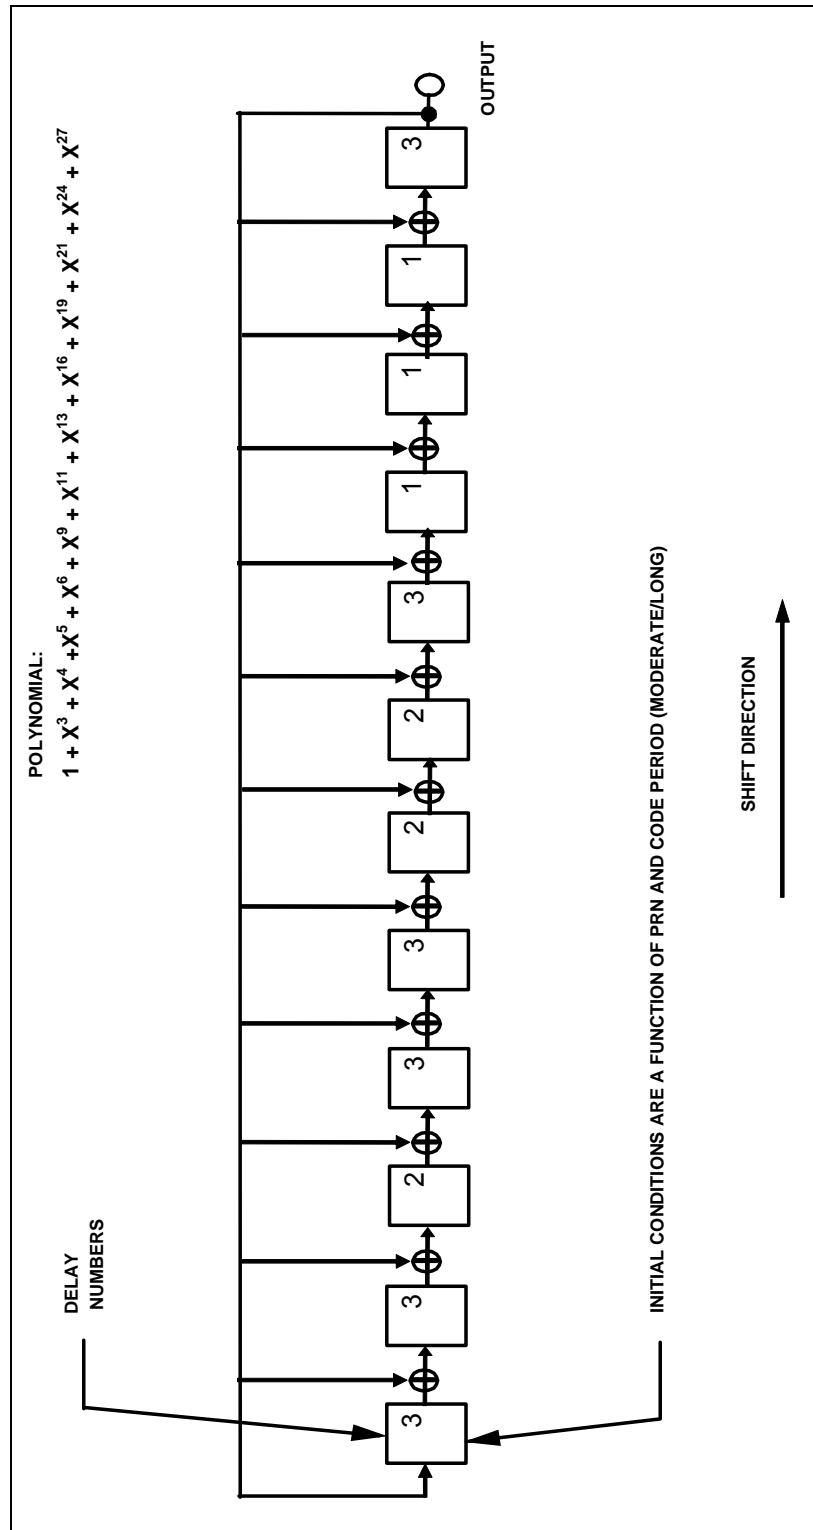 POLYNOMIAL:
1 + X³ + X⁴ +X⁵ + X⁶ + X⁹ + X¹¹ + X¹³ + X¹⁶ + X¹⁹ + X²¹ + X²⁴ + X²⁷
DELAY
NUMBERS
3
3
2
3
3
2
2
3
1
1
1
3
OUTPUT
INITIAL CONDITIONS ARE A FUNCTION OF PRN AND CODE PERIOD (MODERATE/LONG)
SHIFT DIRECTION